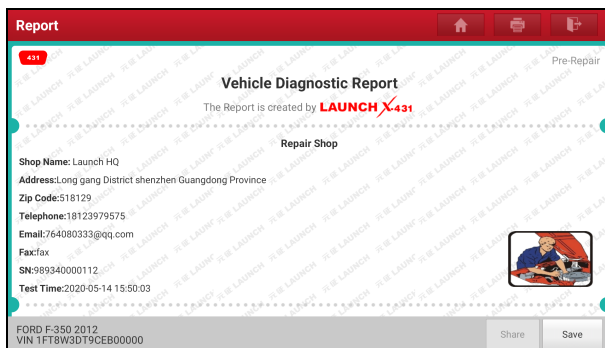 Report
431
Pre-Repair
Vehicle Diagnostic Report
The Report is created by LAUNCH X-431
Repair Shop
Shop Name: Launch HQ
Address:Long gang District shenzhen Guangdong Province
Zip Code:518129
Telephone:18123979575
Email:764080333@qq.com
Fax:fax
SN:989340000112
Test Time:2020-05-14 15:50:03
FORD F-350 2012
VIN 1FT8W3DT9CEB00000
Share
Save